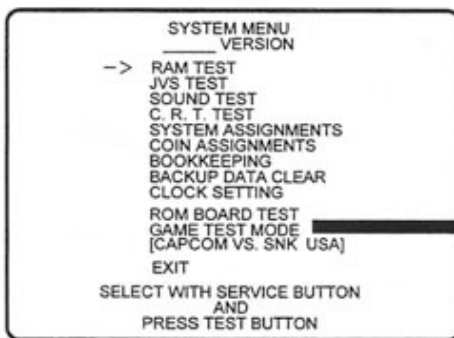 SYSTEM MENU
______ VERSION
-> RAM TEST
JVS TEST
SOUND TEST
C. R. T. TEST
SYSTEM ASSIGNMENTS
COIN ASSIGNMENTS
BOOKKEEPING
BACKUP DATA CLEAR
CLOCK SETTING
ROM BOARD TEST
GAME TEST MODE
[CAPCOM VS. SNK USA]
EXIT
SELECT WITH SERVICE BUTTON
AND
PRESS TEST BUTTON